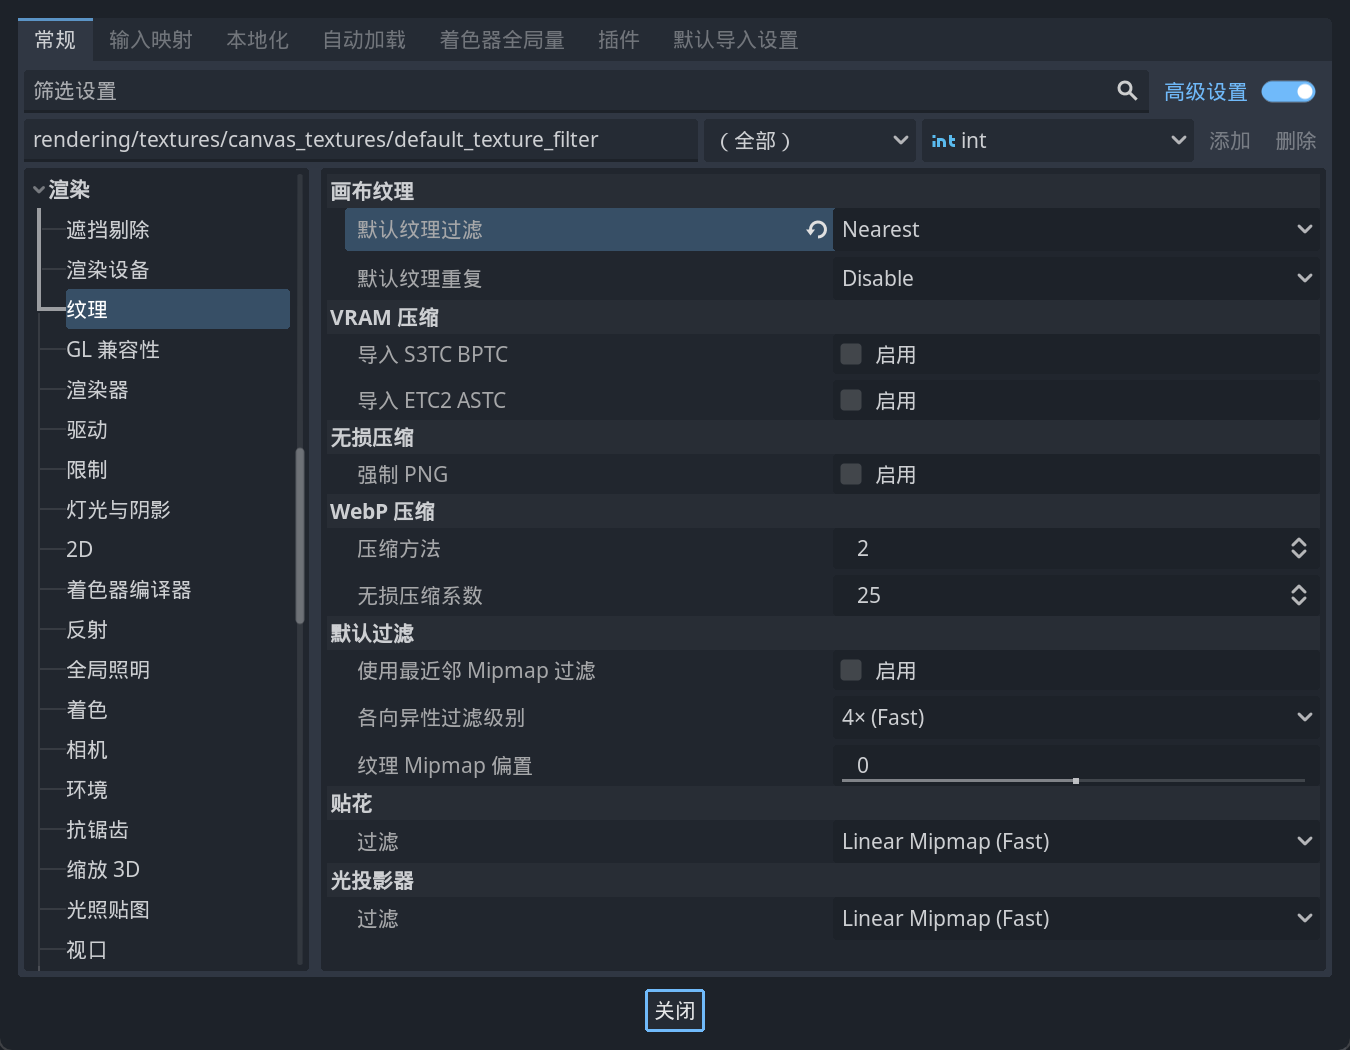 常规 输入映射 本地化 自动加载 着色器全局量 插件 默认导入设置
筛选设置 高级设置
rendering/textures/canvas_textures/default_texture_filter （全部） int int 添加 删除
渲染
遮挡剔除
渲染设备
纹理
GL 兼容性
渲染器
驱动
限制
灯光与阴影
2D
着色器编译器
反射
全局照明
着色
相机
环境
抗锯齿
缩放 3D
光照贴图
视口
画布纹理
默认纹理过滤 Nearest
默认纹理重复 Disable
VRAM 压缩
导入 S3TC BPTC 启用
导入 ETC2 ASTC 启用
无损压缩
强制 PNG 启用
WebP 压缩
压缩方法 2
无损压缩系数 25
默认过滤
使用最近邻 Mipmap 过滤 启用
各向异性过滤级别 4× (Fast)
纹理 Mipmap 偏置 0
贴花
过滤 Linear Mipmap (Fast)
光投影器
过滤 Linear Mipmap (Fast)
关闭